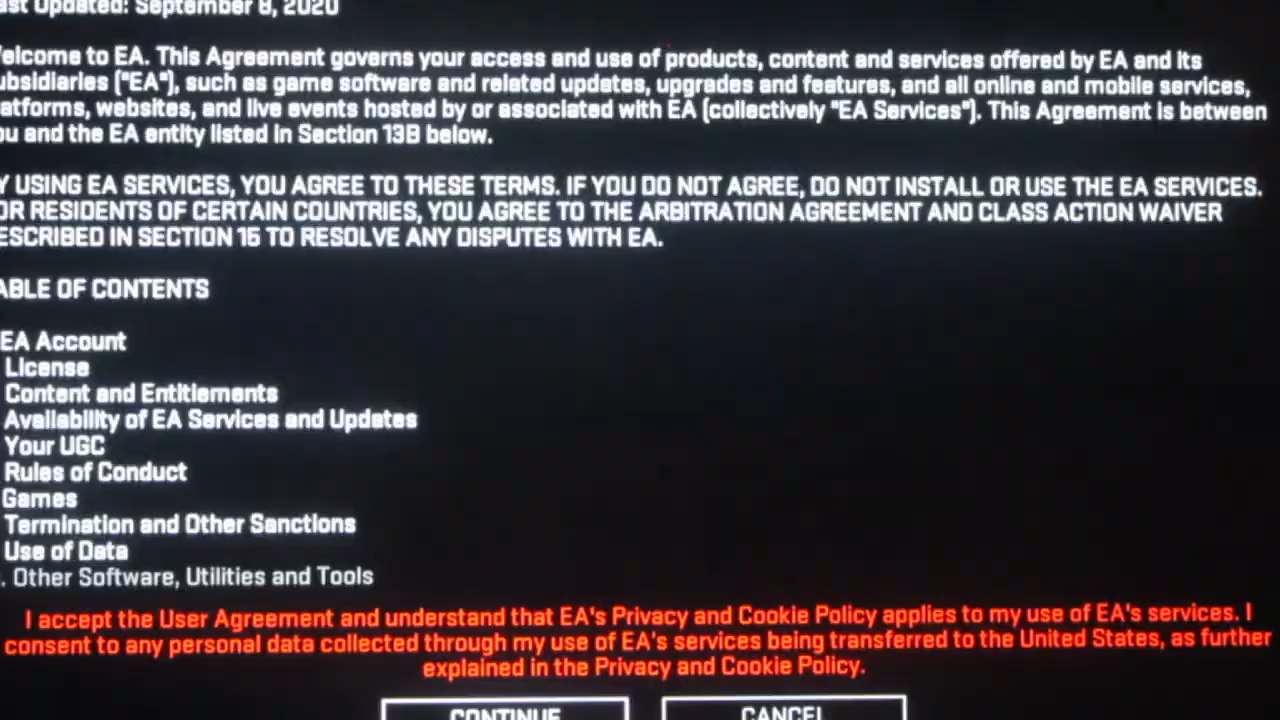 ast Updated: September 8, 2020
elcome to EA. This Agreement governs your access and use of products, content and services offered by EA and its
ubsidiaries ("EA"), such as game software and related updates, upgrades and features, and all online and mobile services,
latforms, websites, and live events hosted by or associated with EA (collectively "EA Services"). This Agreement is between
ou and the EA entity listed in Section 13B below.
Y USING EA SERVICES, YOU AGREE TO THESE TERMS. IF YOU DO NOT AGREE, DO NOT INSTALL OR USE THE EA SERVICES.
OR RESIDENTS OF CERTAIN COUNTRIES, YOU AGREE TO THE ARBITRATION AGREEMENT AND CLASS ACTION WAIVER
ESCRIBED IN SECTION 15 TO RESOLVE ANY DISPUTES WITH EA.
ABLE OF CONTENTS
EA Account
License
Content and Entitlements
Availability of EA Services and Updates
Your UGC
Rules of Conduct
Games
Termination and Other Sanctions
Use of Data
. Other Software, Utilities and Tools
I accept the User Agreement and understand that EA's Privacy and Cookie Policy applies to my use of EA's services. I
consent to any personal data collected through my use of EA's services being transferred to the United States, as further
explained in the Privacy and Cookie Policy.
CONTINUE
CANCEL